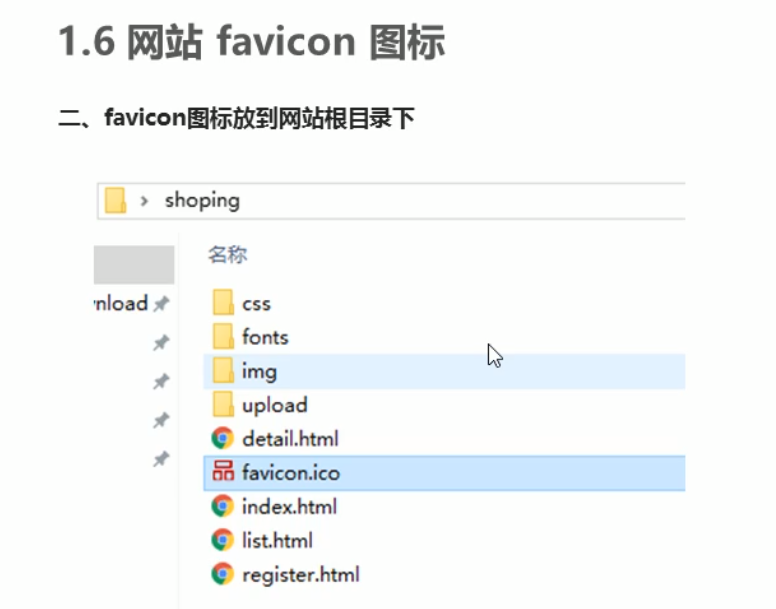 1.6 网站 favicon 图标
二、favicon图标放到网站根目录下
shoping
名称
nload
css
fonts
img
upload
detail.html
favicon.ico
index.html
list.html
register.html